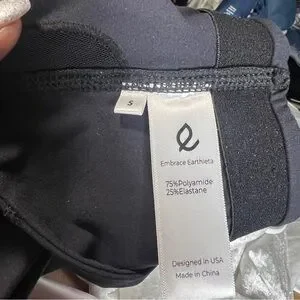 S
Embrace Earthleta
75%Polyamide
25%Elastane
Designed in USA
Made in China